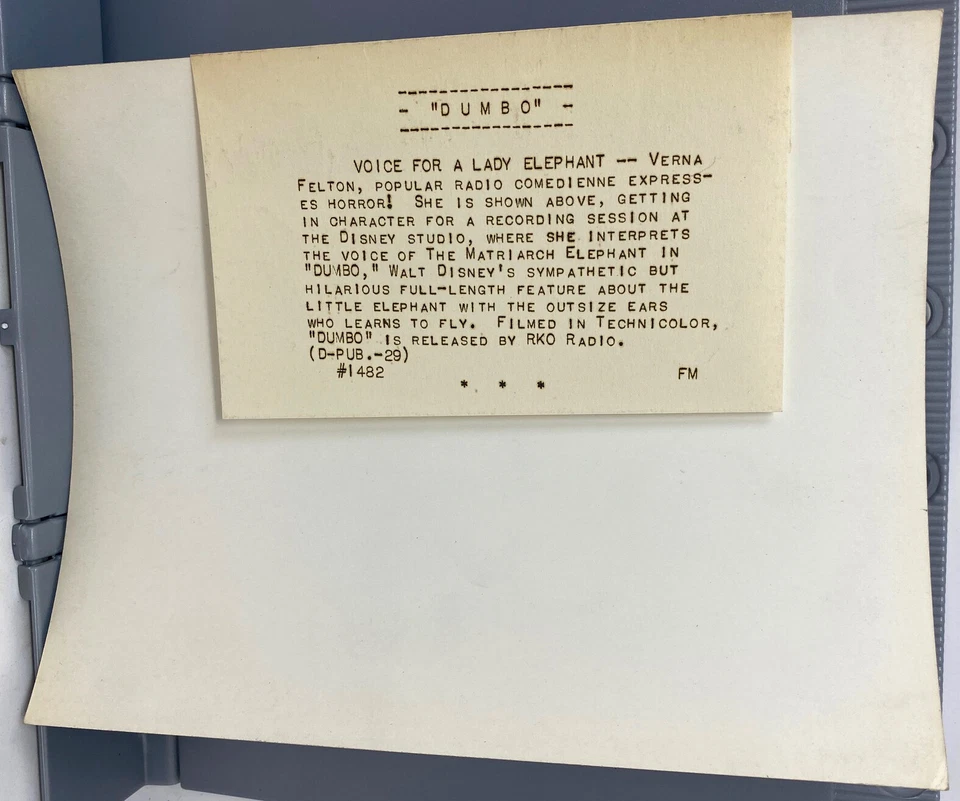 ----------------
- "D U M B O" -
----------------
VOICE FOR A LADY ELEPHANT -- VERNA
FELTON, POPULAR RADIO COMEDIENNE EXPRESS-
ES HORROR! SHE IS SHOWN ABOVE, GETTING
IN CHARACTER FOR A RECORDING SESSION AT
THE DISNEY STUDIO, WHERE SHE INTERPRETS
THE VOICE OF THE MATRIARCH ELEPHANT IN
"DUMBO," WALT DISNEY'S SYMPATHETIC BUT
HILARIOUS FULL-LENGTH FEATURE ABOUT THE
LITTLE ELEPHANT WITH THE OUTSIZE EARS
WHO LEARNS TO FLY. FILMED IN TECHNICOLOR,
"DUMBO" IS RELEASED BY RKO RADIO.
(D-PUB.-29)
#1482 * * * FM